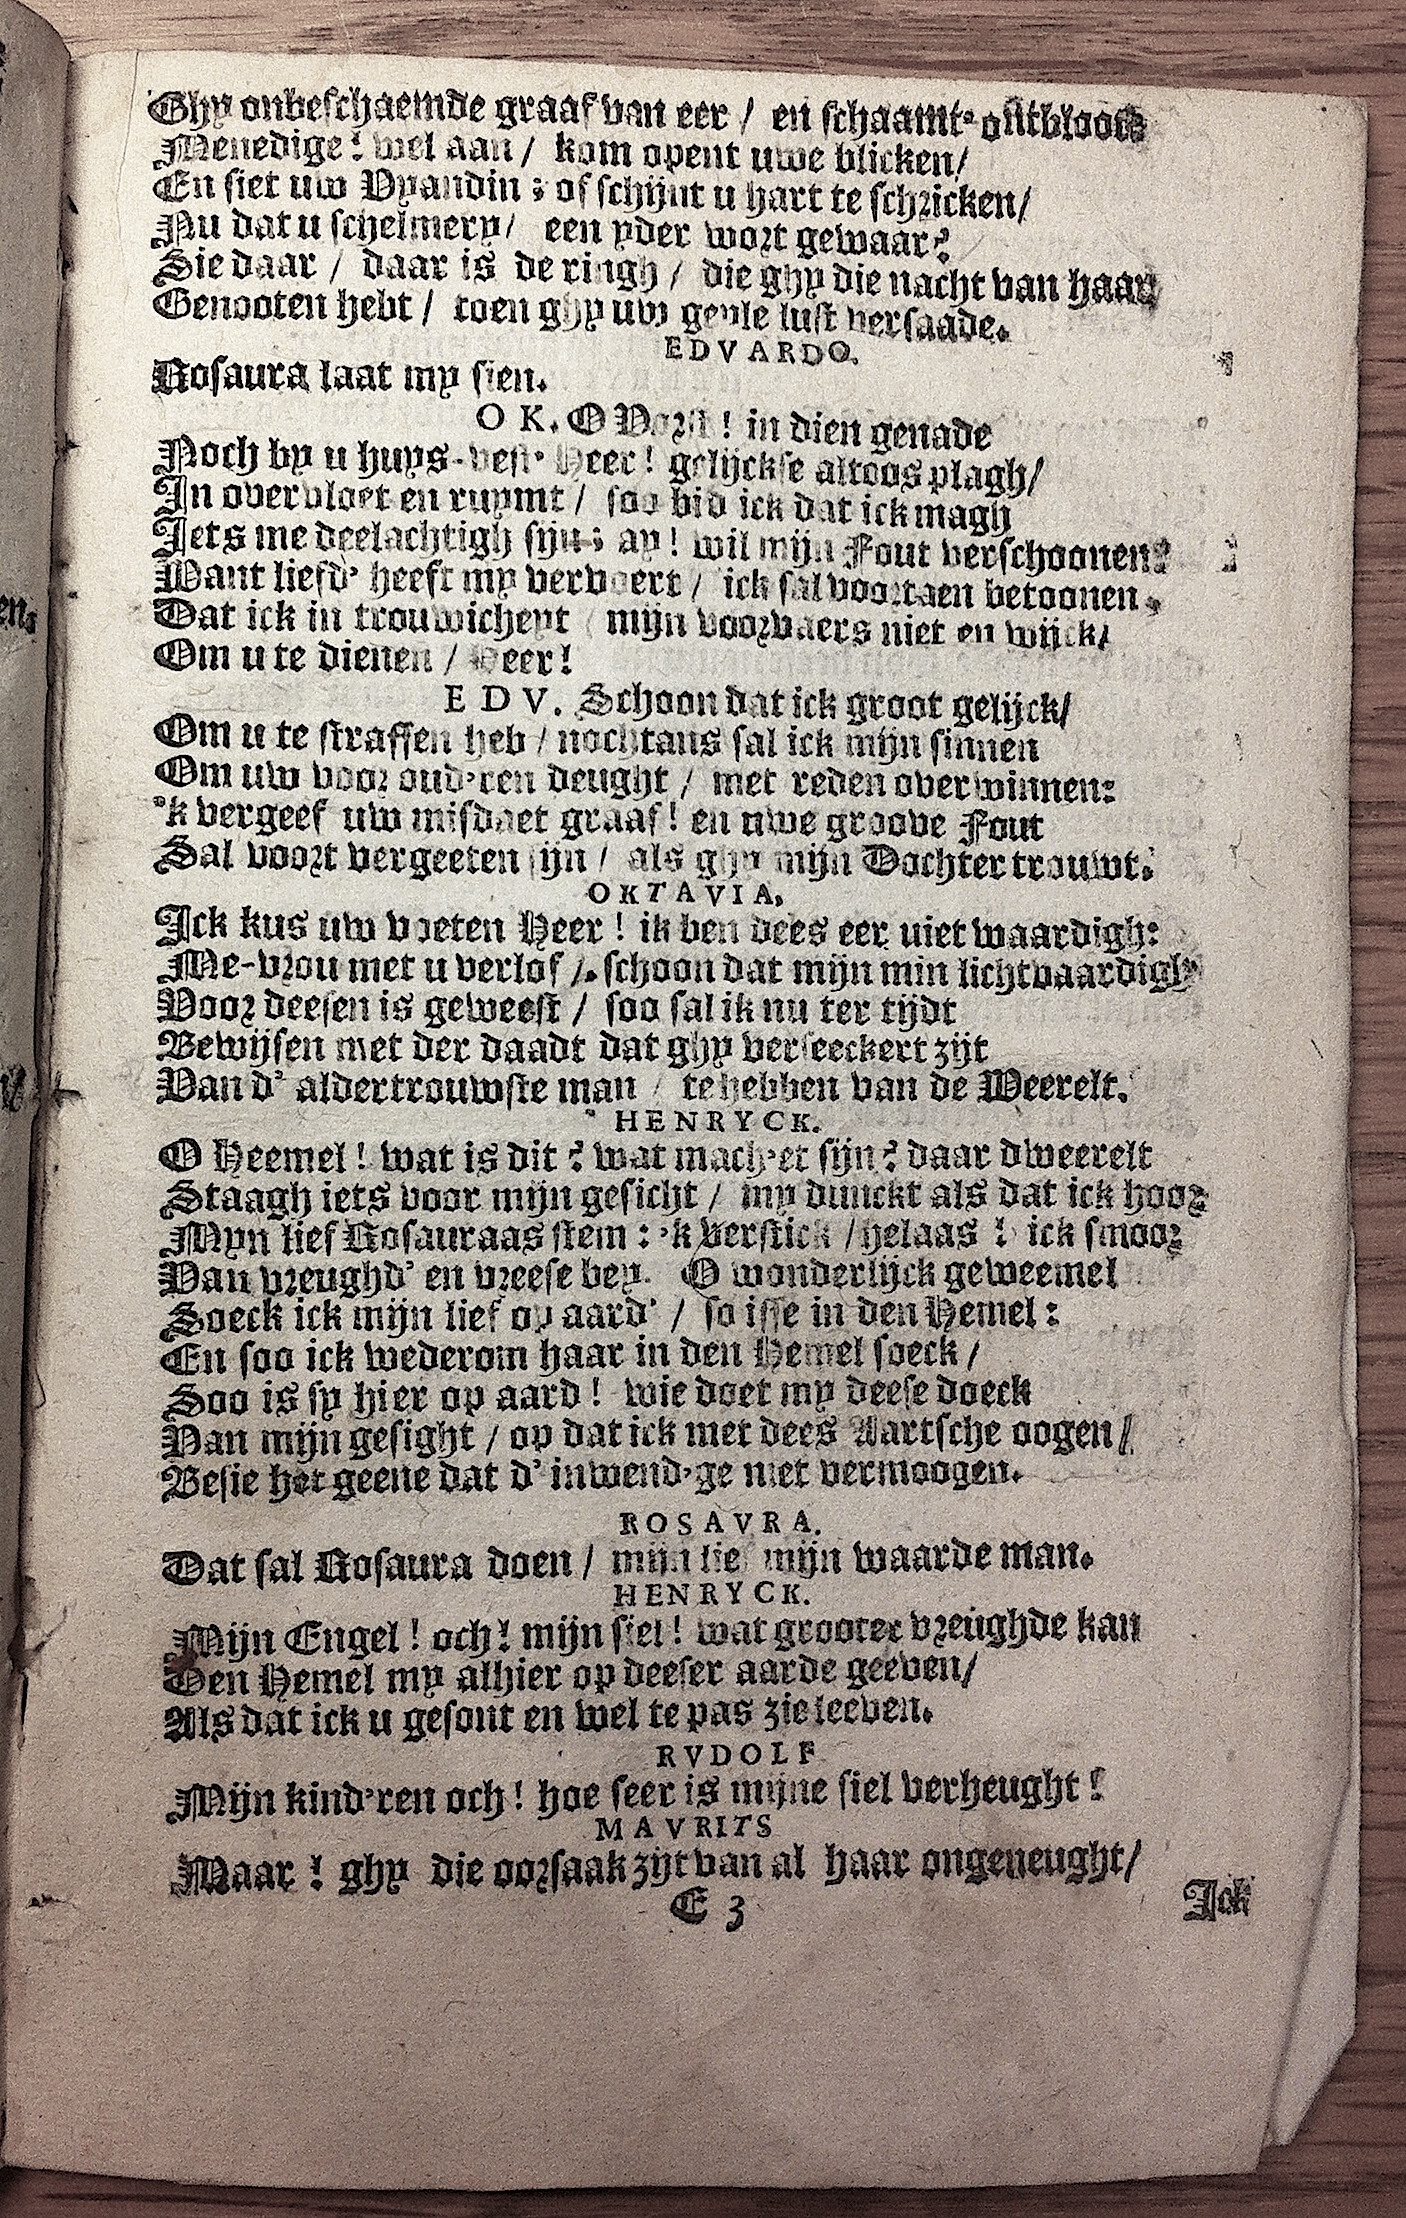 Ghy onbeschaemde graaf van eer / en schaamt' ontbloot:
Menedige! wel aan / kom opent uwe blicken /
En siet uw Vyandin; of schijnt u hart te schricken /
Nu dat u schelmery / een yder wort gewaar?
Sie daar / daar is de ringh / die ghy die nacht van haar
Genooten hebt / toen ghy uw geyle lust versaade.
EDVARDO.
Rosaura laat my sien.
OK. O Vorst! in dien genade
Noch by u huys-vest' Heer! gelijckse altoos plagh /
In overvloet en ruymt / soo bid ick dat ick magh
Iets me deelachtigh sijn; ay! wil mijn Fout verschoonen?
Want liefd' heeft my vervoert / ick sal voortaen betoonen.
Dat ick in trouwicheyt / mijn voorvaers niet en wijck /
Om u te dienen / Heer!
EDV. Schoon dat ick groot gelijck /
Om u te straffen heb / nochtans sal ick mijn sinnen
Om uw voor oud'ren deught / met reden overwinnen:
'k vergeef uw misdaet graaf! en uwe groove Fout
Sal voort vergeeten sijn / als ghy mijn Dochter trouwt.
OKTAVIA.
Ick kus uw voeten Heer! ik ben dees eer niet waardigh:
Me-vrou met u verlof /. schoon dat mijn min lichtvaardigh
Voor deesen is geweest / soo sal ik nu ter tijdt
Bewijsen met der daadt dat ghy verseeckert zijt
Van d' aldertrouwste man / te hebben van de Weerelt.
HENRYCK.
O Heemel! wat is dit? wat mach'et sijn? daar dweerelt
Staagh iets voor mijn gesicht / my dunckt als dat ick hoor
Myn lief Rosauraas stem: 'k verstick / helaas! ick smoor
Van vreughd' en vreese bey. O wonderlijck geweemel
Soeck ick mijn lief op aard' / so isse in den Hemel:
En soo ick wederom haar in den Hemel soeck /
Soo is sy hier op aard! wie doet my deese doeck
Van mijn gesight / op dat ick met dees Aartsche oogen /
Besie het geene dat d' inwend'ge niet vermoogen.
ROSAVRA.
Dat sal Rosaura doen / mijn lief mijn waarde man.
HENRYCK.
Mijn Engel! och! mijn siel! wat grooter vreughde kan
Den Hemel my alhier op deeser aarde geeven /
Als dat ick u gesont en wel te pas zie leeven.
RVDOLF
Mijn kind'ren och! hoe seer is mijne siel verheught!
MAVRITS
Maar! ghy die oorsaak zijt van al haar ongeneught /
E 3
Ick